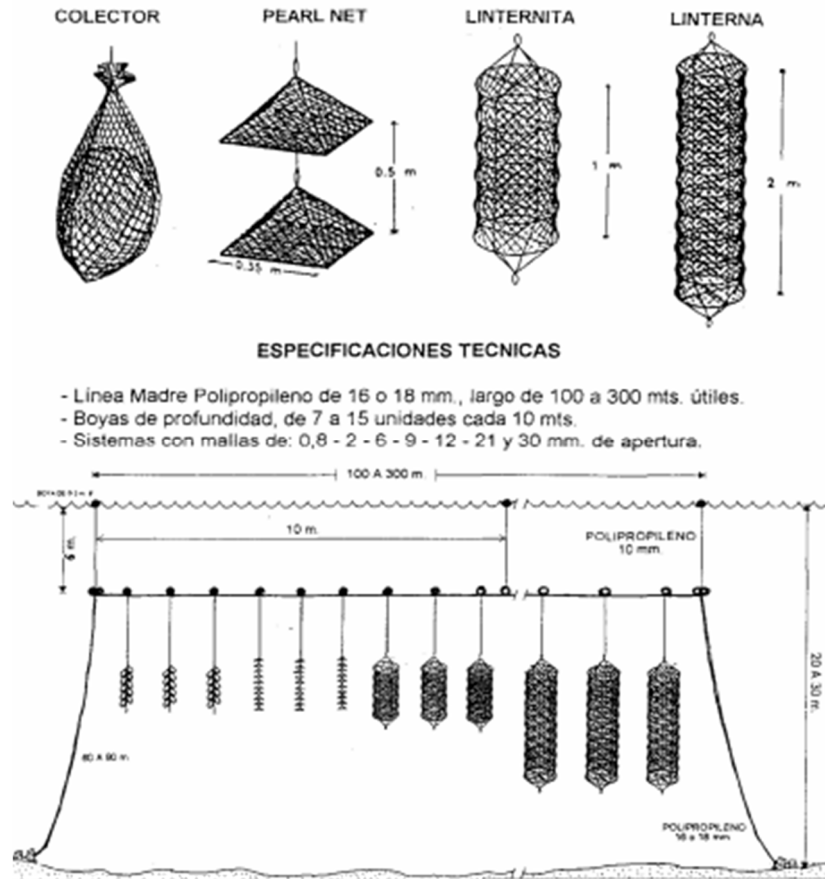 COLECTOR
PEARL NET
LINTERNITA
LINTERNA
0.5 m
0.35 m
1 m
2 m
ESPECIFICACIONES TECNICAS
- Línea Madre Polipropileno de 16 o 18 mm., largo de 100 a 300 mts. útiles.
- Boyas de profundidad, de 7 a 15 unidades cada 10 mts.
- Sistemas con mallas de: 0,8 - 2 - 6 - 9 - 12 - 21 y 30 mm. de apertura.
100 A 300 m.
10 m.
POLIPROPILENO
10 mm.
20 A 30 m.
POLIPROPILENO
16 o 18 mm.